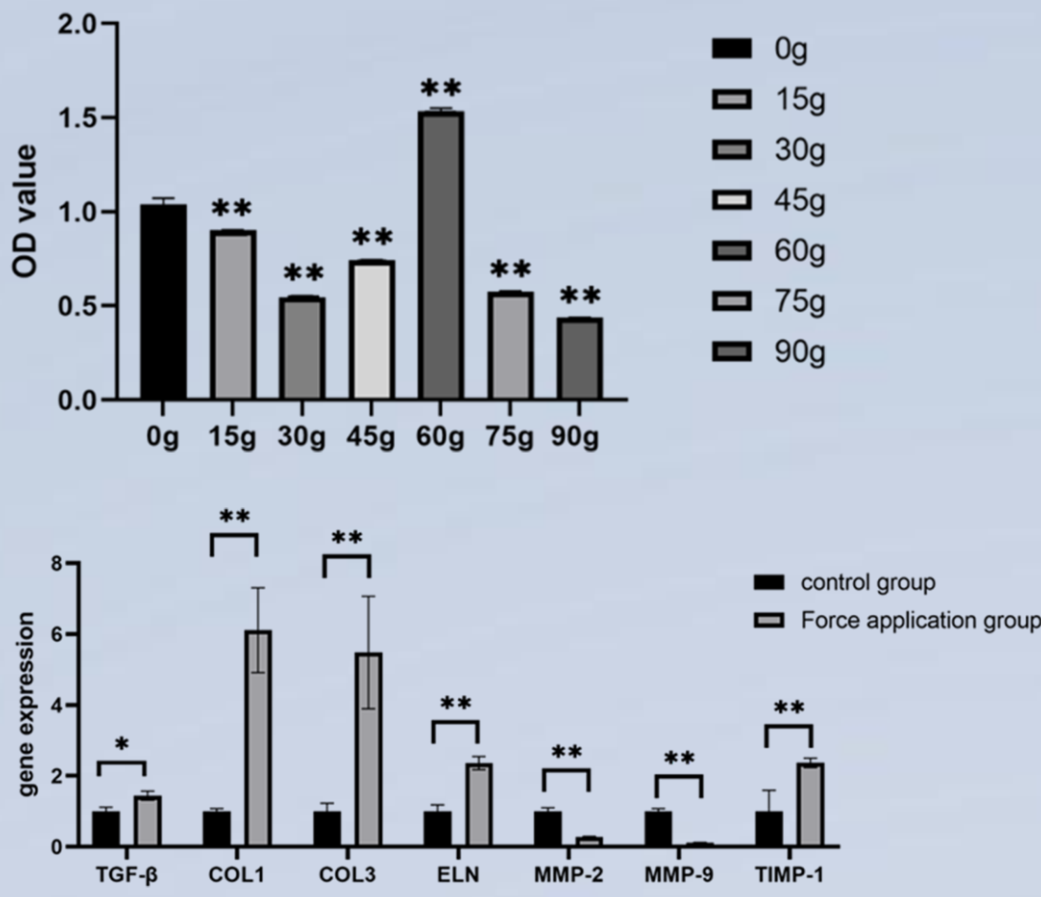 2.0
1.5
1.0
0.5
0.0
OD value
**
**
**
**
**
**
0g 15g 30g 45g 60g 75g 90g
0g
15g
30g
45g
60g
75g
90g
8
6
4
2
0
gene expression
*
**
**
**
**
**
**
TGF-β COL1 COL3 ELN MMP-2 MMP-9 TIMP-1
control group
Force application group